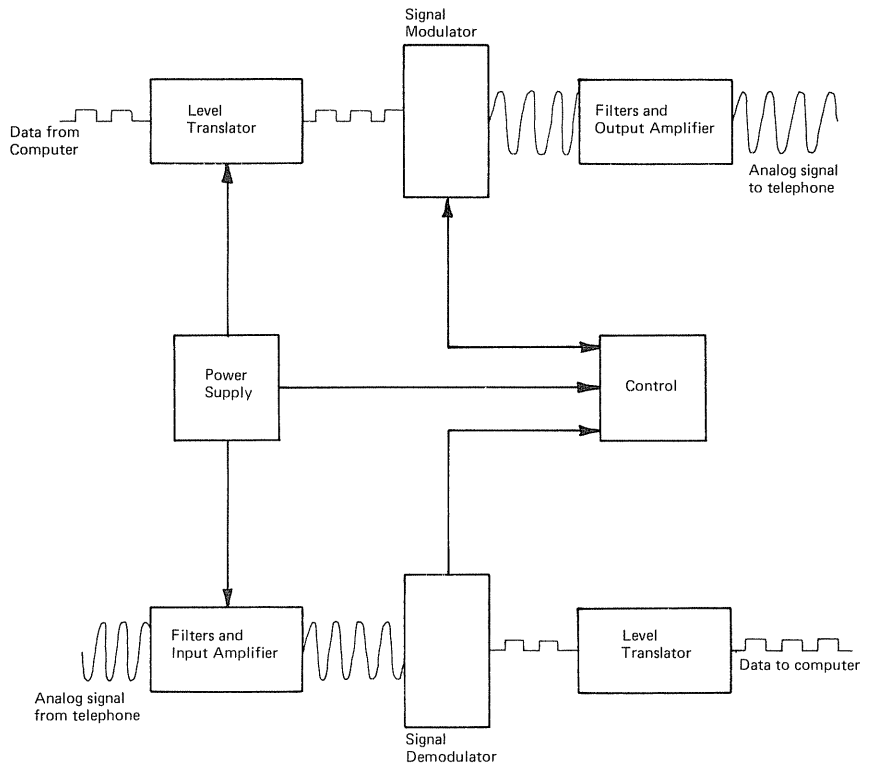 Signal
Modulator
Level
Translator
Filters and
Output Amplifier
Data from
Computer
Analog signal
to telephone
Power
Supply
Control
Filters and
Input Amplifier
Level
Translator
Data to computer
Analog signal
from telephone
Signal
Demodulator